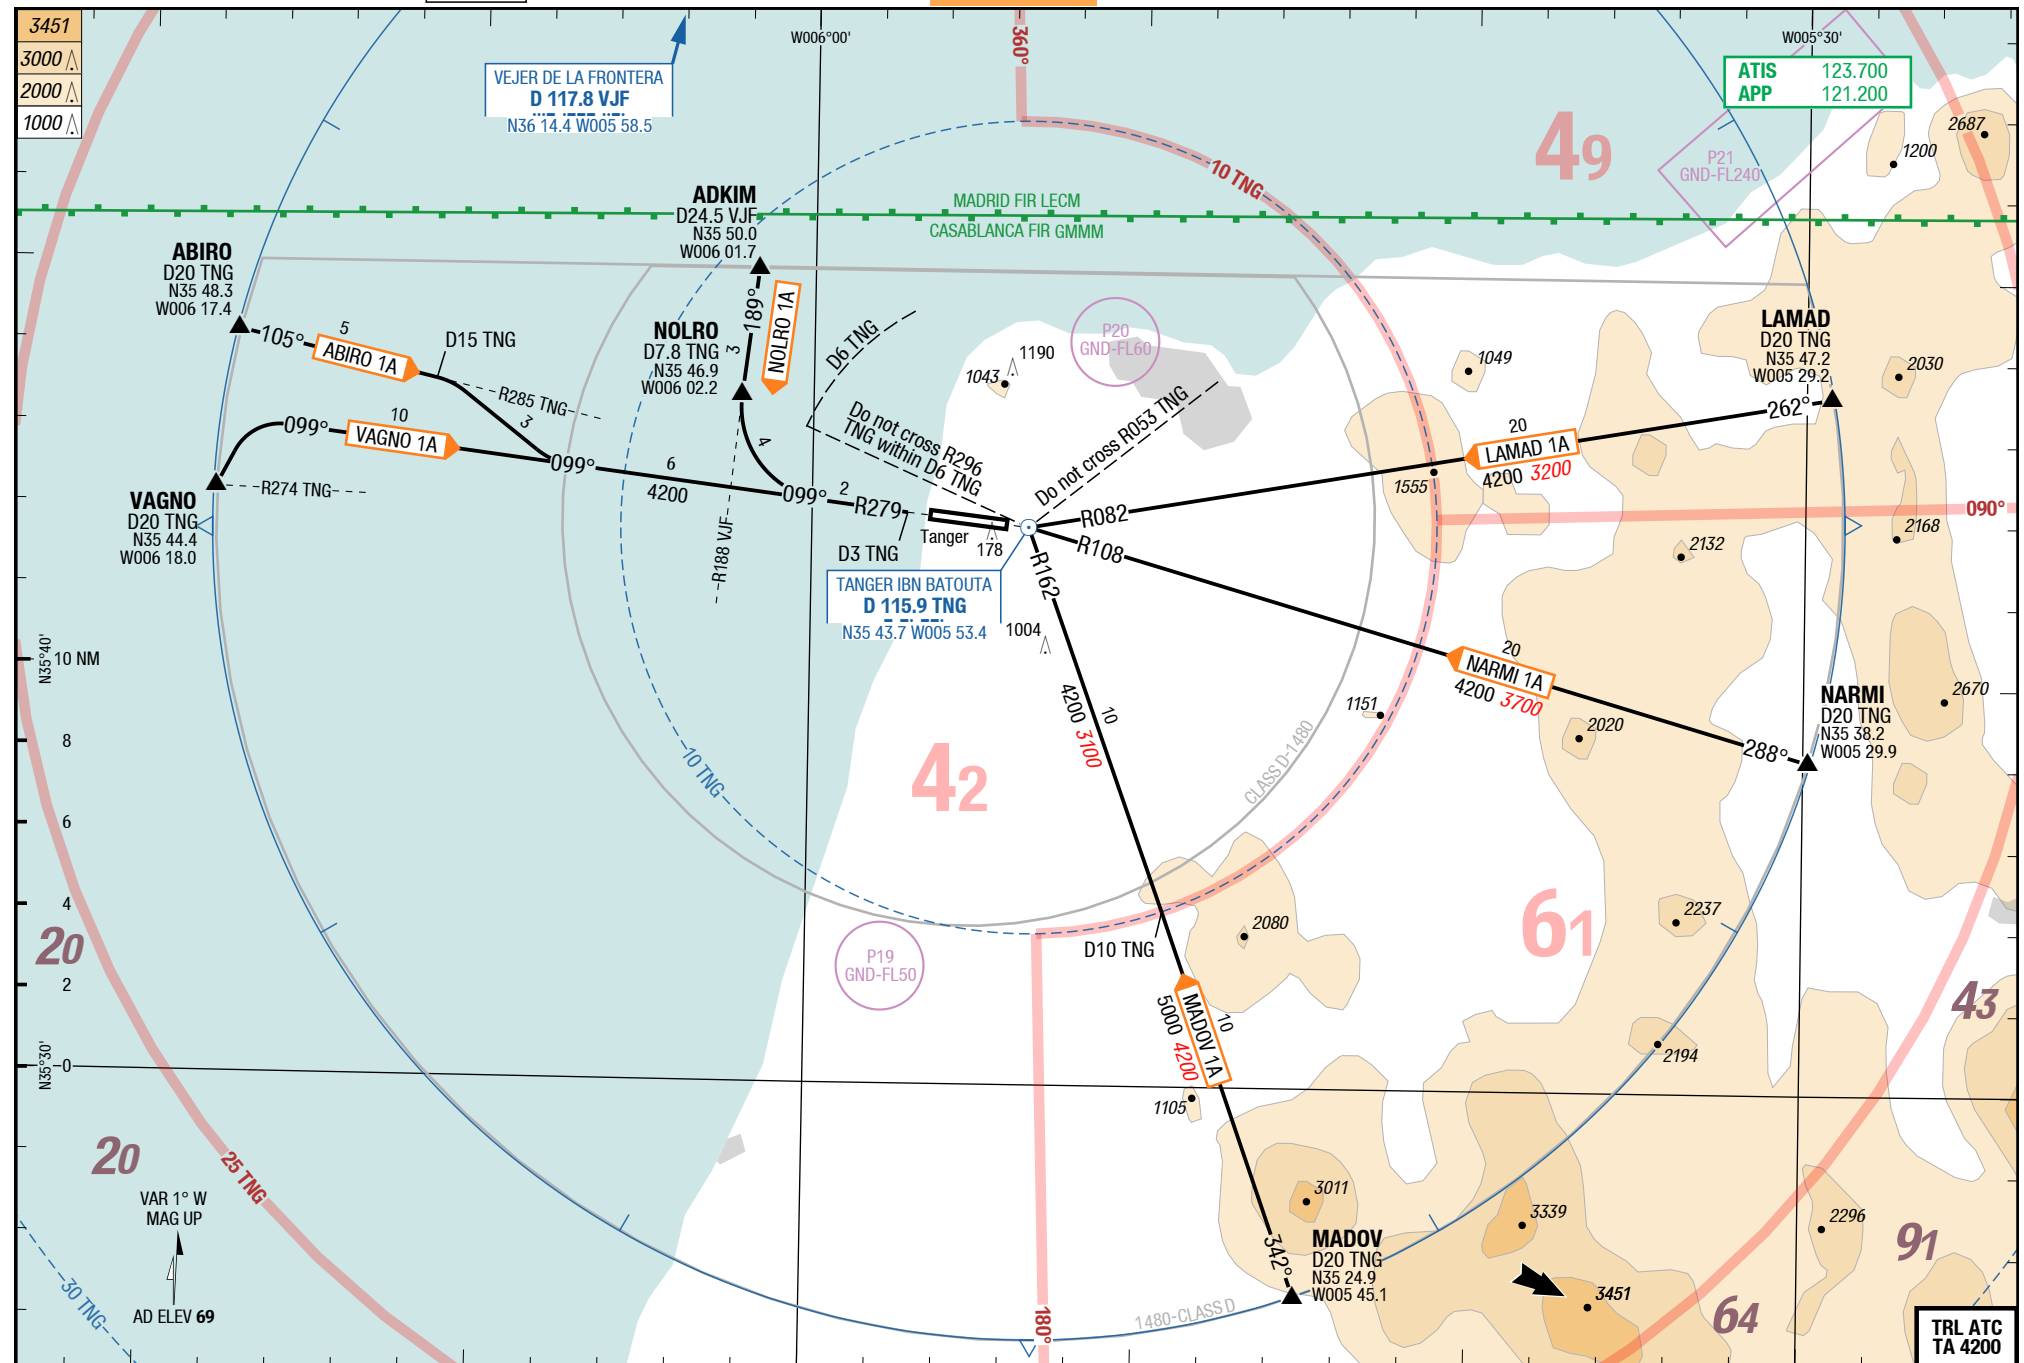 3451
3000
2000
1000
VEJER DE LA FRONTERA
D 117.8 VJF
N36 14.4 W005 58.5
W006°00'
360°
W005°30'
ATIS 123.700
APP 121.200
49
P21
GND-FL240
2687
1200
10 TNG
MADRID FIR LECM
CASABLANCA FIR GMMM
ADKIM
D24.5 VJF
N35 50.0
W006 01.7
ABIRO
D20 TNG
N35 48.3
W006 17.4
105°
5
ABIRO 1A
D15 TNG
R285 TNG
3
NOLRO
D7.8 TNG
N35 46.9
W006 02.2
189°
3
NOLRO 1A
D6 TNG
P20
GND-FL60
1190
1043
1049
LAMAD
D20 TNG
N35 47.2
W005 29.2
2030
262°
20
LAMAD 1A
4200 3200
1555
099°
10
VAGNO 1A
VAGNO
D20 TNG
N35 44.4
W006 18.0
R274 TNG
099°
6
4200
4
099°
2
R279
Do not cross R296
TNG within D6 TNG
Do not cross R053 TNG
R082
R108
R162
R188 VJF
D3 TNG
Tanger
178
TANGER IBN BATOUTA
D 115.9 TNG
N35 43.7 W005 53.4
1004
090°
2168
2132
N35°40'
10 NM
8
6
4
2
0
N35°30'
10 TNG
42
4200 3100
10
1151
CLASS D-1480
20
NARMI 1A
4200 3700
2020
288°
NARMI
D20 TNG
N35 38.2
W005 29.9
2670
2080
D10 TNG
P19
GND-FL50
61
2237
2194
43
20
20
25 TNG
30 TNG
10
MADOV 1A
5000 4200
1105
3011
3339
342°
MADOV
D20 TNG
N35 24.9
W005 45.1
1480-CLASS D
180°
3451
2296
91
64
VAR 1° W
MAG UP
AD ELEV 69
TRL ATC
TA 4200